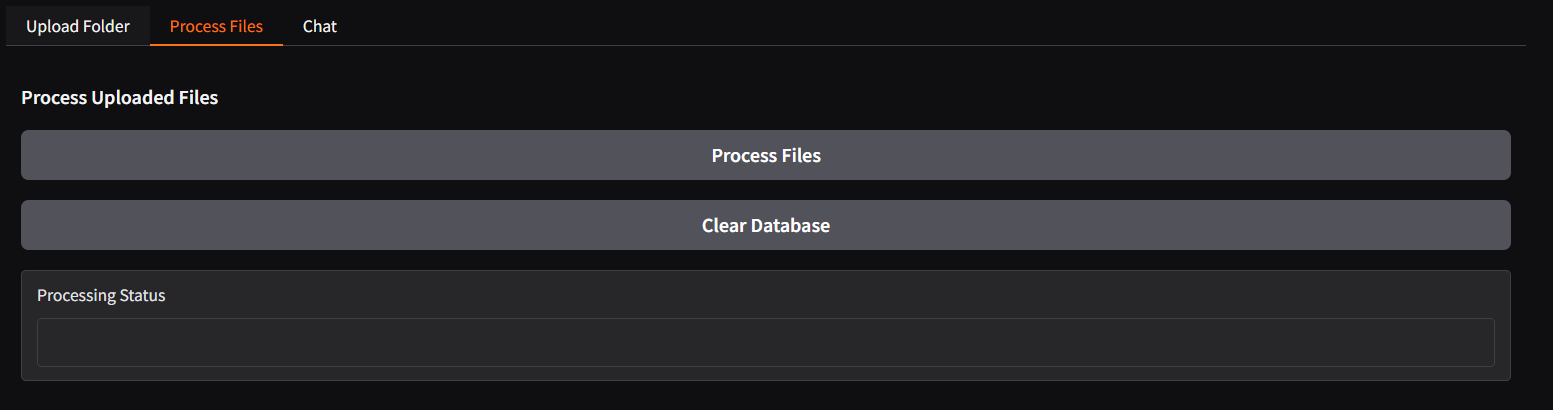 Upload Folder Process Files Chat
Process Uploaded Files
Process Files
Clear Database
Processing Status